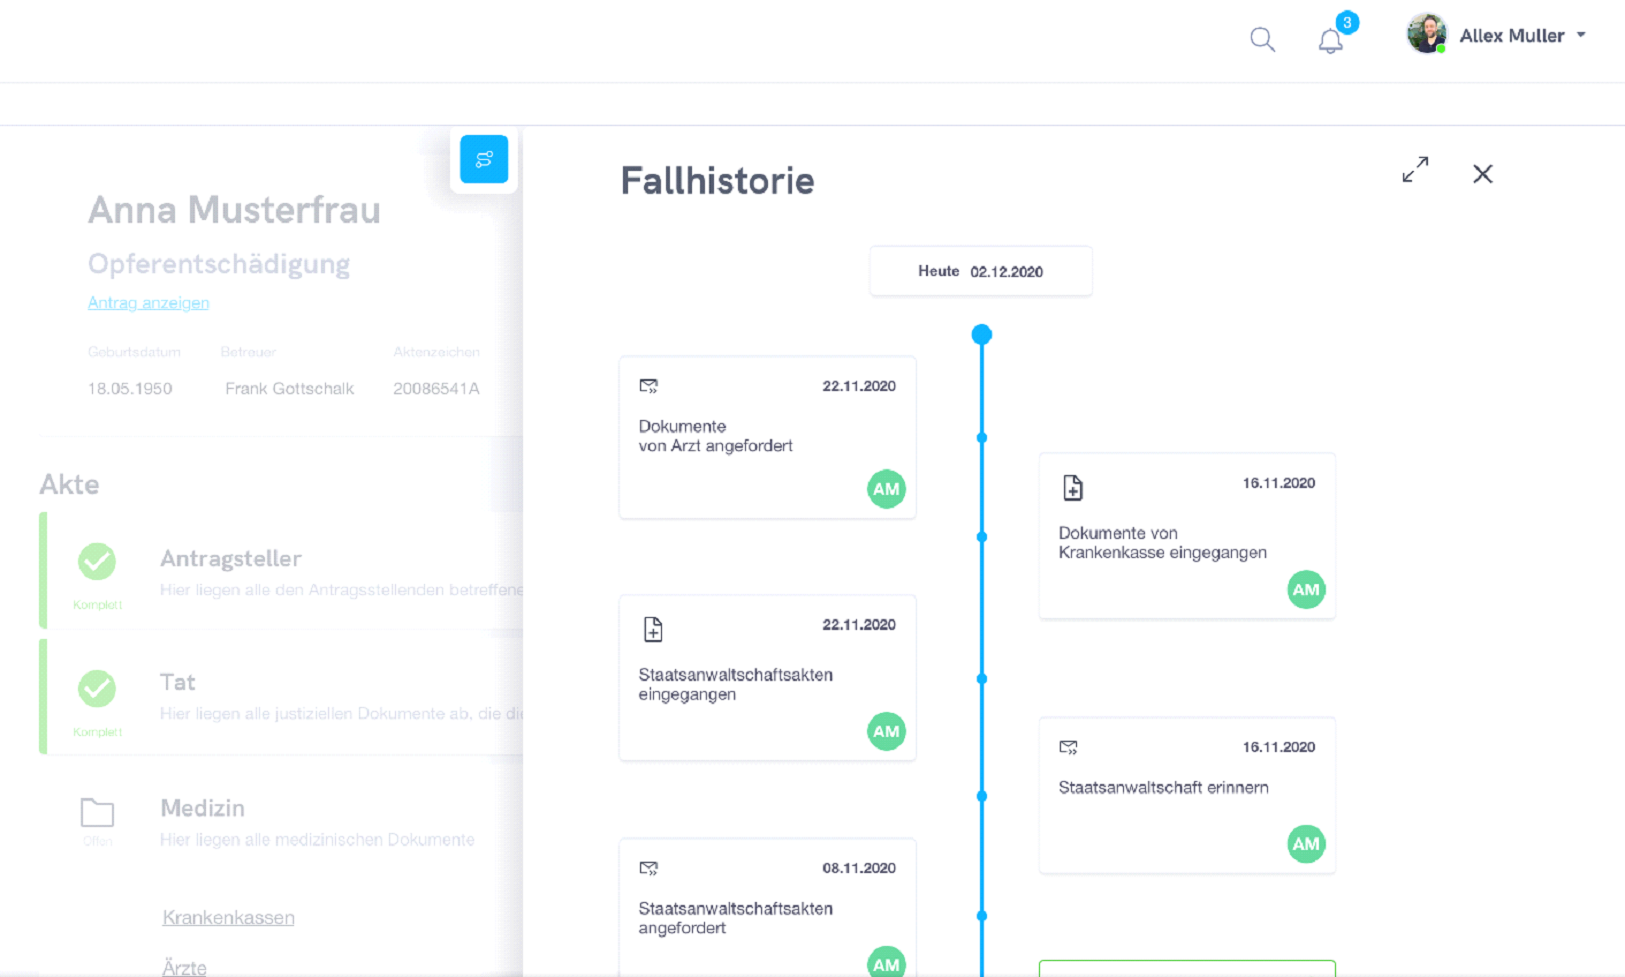 3
Allex Muller
Anna Musterfrau
Opferentschädigung
Antrag anzeigen
Geburtsdatum Betreuer Aktenzeichen
18.05.1950 Frank Gottschalk 20086541A
Akte
Antragsteller
Hier liegen alle den Antragsstellenden betreffene
Komplett
Tat
Hier liegen alle justiziellen Dokumente ab, die die
Komplett
Medizin
Hier liegen alle medizinischen Dokumente
Offen
Krankenkassen
Ärzte
Fallhistorie
Heute 02.12.2020
22.11.2020
Dokumente
von Arzt angefordert
AM
16.11.2020
Dokumente von
Krankenkasse eingegangen
AM
22.11.2020
Staatsanwaltschaftsakten
eingegangen
AM
16.11.2020
Staatsanwaltschaft erinnern
AM
08.11.2020
Staatsanwaltschaftsakten
angefordert
AM